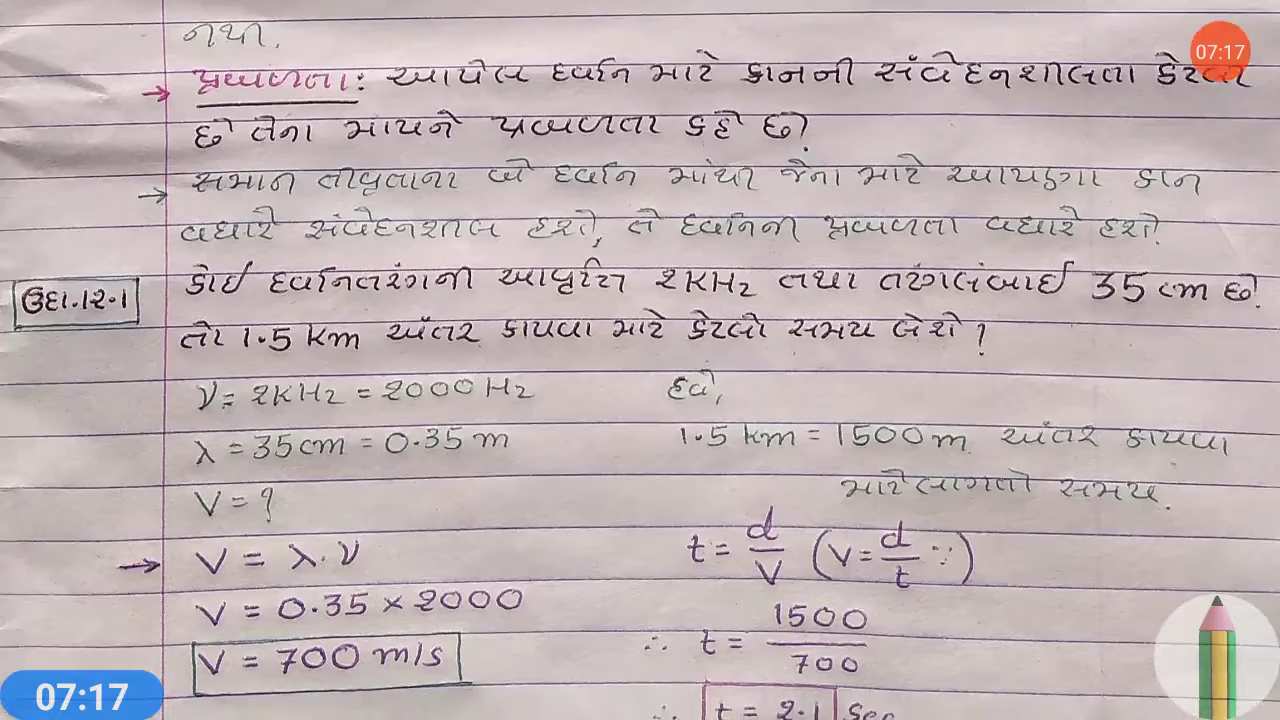 નથી.
07:17
→ પ્રબળતા : આપેલ ધ્વનિ માટે કાનની સંવેદનશીલતા કેટલી
છે તેના માપને પ્રબળતા કહે છે.
→ સમાન તીવ્રતાના બે ધ્વનિ માંથી જેના માટે આપણા કાન
વધારે સંવેદનશીલ હશે, તે ધ્વનિની પ્રબળતા વધારે હશે.
ઉદા.12.1 કોઈ ધ્વનિતરંગની આવૃત્તિ 2KHz તથા તરંગલંબાઈ 35 cm છે.
તો 1.5 km અંતર કાપવા માટે કેટલો સમય લેશે?
ν = 2KHz = 2000 Hz
λ = 35 cm = 0.35 m
V = ?
→ V = λ.ν
V = 0.35 × 2000
V = 700 m/s
હવે,
1.5 km = 1500 m અંતર કાપવા
માટે લાગતો સમય.
t = d/V (V = d/t ∵)
∴ t = 1500/700
∴ t = 2.1 Sec
07:17